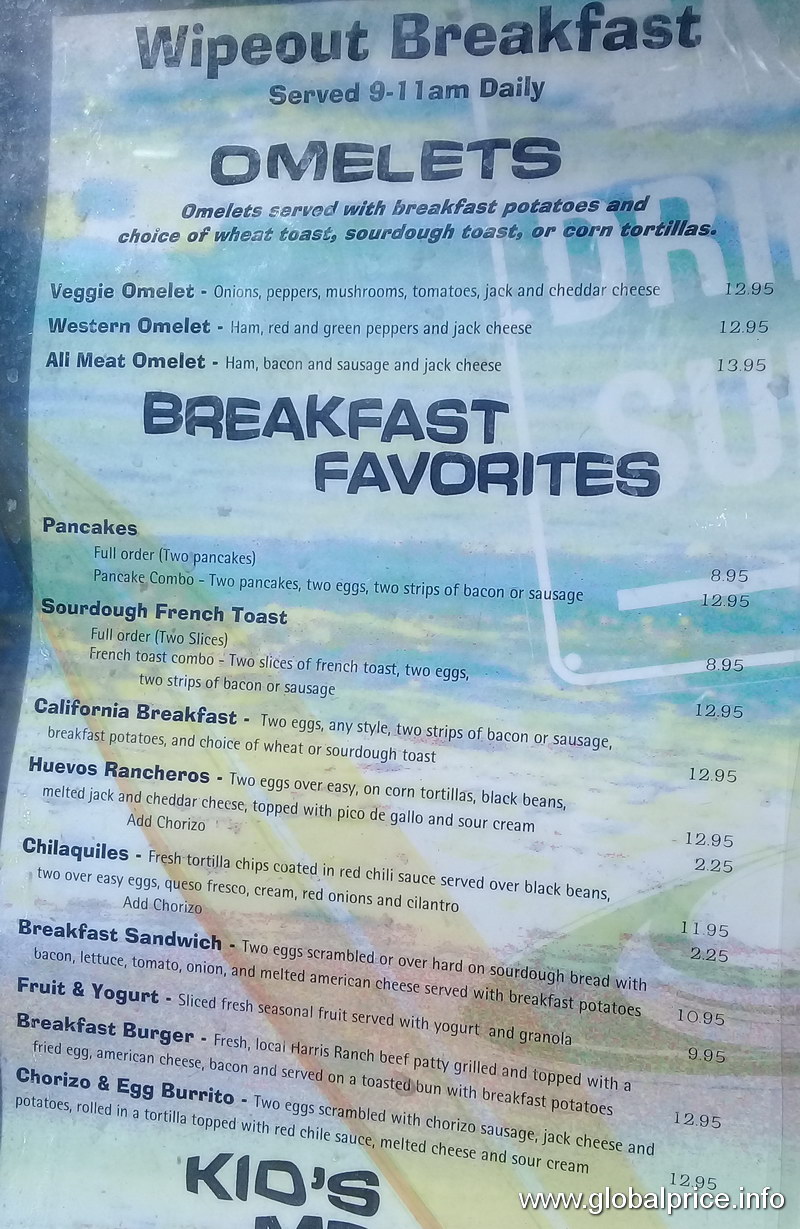 Wipeout Breakfast
Served 9-11am Daily
OMELETS
Omelets served with breakfast potatoes and
choice of wheat toast, sourdough toast, or corn tortillas.
Veggie Omelet - Onions, peppers, mushrooms, tomatoes, jack and cheddar cheese 12.95
Western Omelet - Ham, red and green peppers and jack cheese 12.95
All Meat Omelet - Ham, bacon and sausage and jack cheese 13.95
BREAKFAST
FAVORITES
Pancakes
Full order (Two pancakes) 8.95
Pancake Combo - Two pancakes, two eggs, two strips of bacon or sausage 12.95
Sourdough French Toast
Full order (Two Slices) 8.95
French toast combo - Two slices of french toast, two eggs,
two strips of bacon or sausage 12.95
California Breakfast - Two eggs, any style, two strips of bacon or sausage,
breakfast potatoes, and choice of wheat or sourdough toast 12.95
Huevos Rancheros - Two eggs over easy, on corn tortillas, black beans,
melted jack and cheddar cheese, topped with pico de gallo and sour cream 12.95
Add Chorizo 2.25
Chilaquiles - Fresh tortilla chips coated in red chili sauce served over black beans,
two over easy eggs, queso fresco, cream, red onions and cilantro 11.95
Add Chorizo 2.25
Breakfast Sandwich - Two eggs scrambled or over hard on sourdough bread with
bacon, lettuce, tomato, onion, and melted american cheese served with breakfast potatoes 10.95
Fruit & Yogurt - Sliced fresh seasonal fruit served with yogurt and granola 9.95
Breakfast Burger - Fresh, local Harris Ranch beef patty grilled and topped with a
fried egg, american cheese, bacon and served on a toasted bun with breakfast potatoes 12.95
Chorizo & Egg Burrito - Two eggs scrambled with chorizo sausage, jack cheese and
potatoes, rolled in a tortilla topped with red chile sauce, melted cheese and sour cream 12.95
KID'S
www.globalprice.info